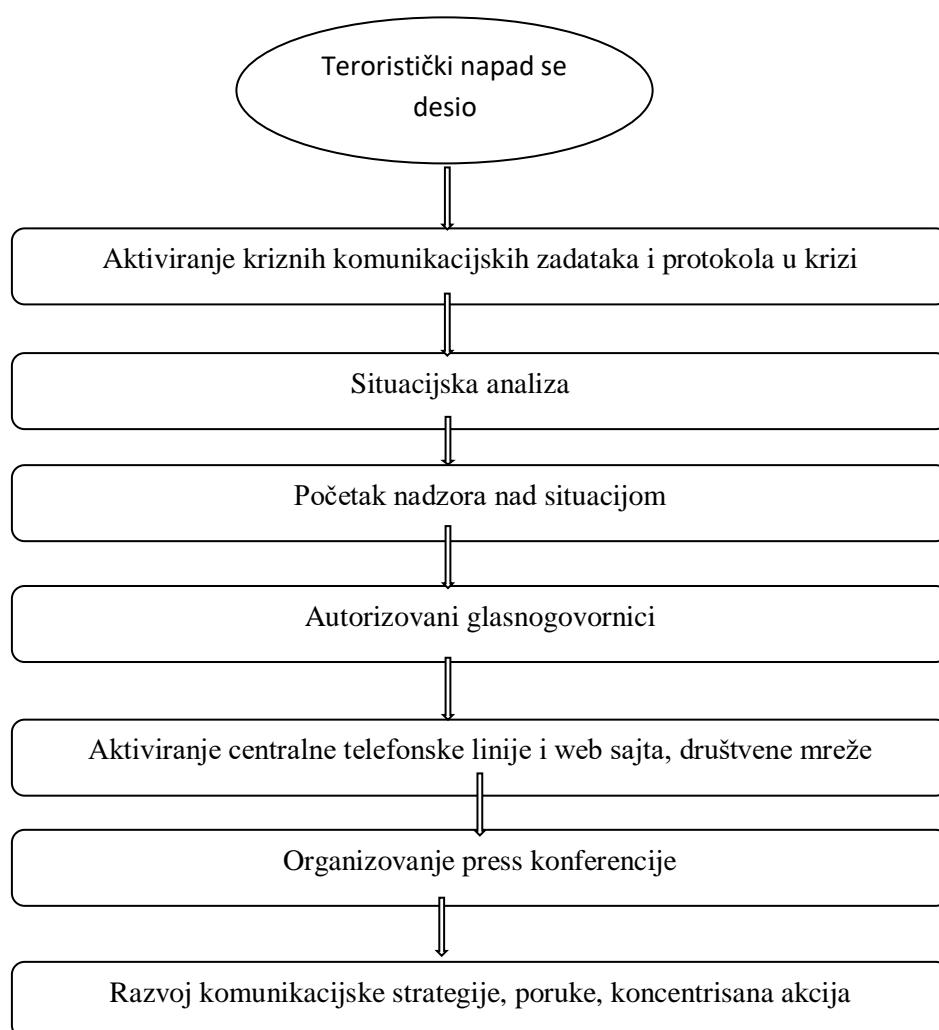 Teroristički napad se
desio
Aktiviranje kriznih komunikacijskih zadataka i protokola u krizi
Situacijska analiza
Početak nadzora nad situacijom
Autorizovani glasnogovornici
Aktiviranje centralne telefonske linije i web sajta, društvene mreže
Organizovanje press konferencije
Razvoj komunikacijske strategije, poruke, koncentrisana akcija